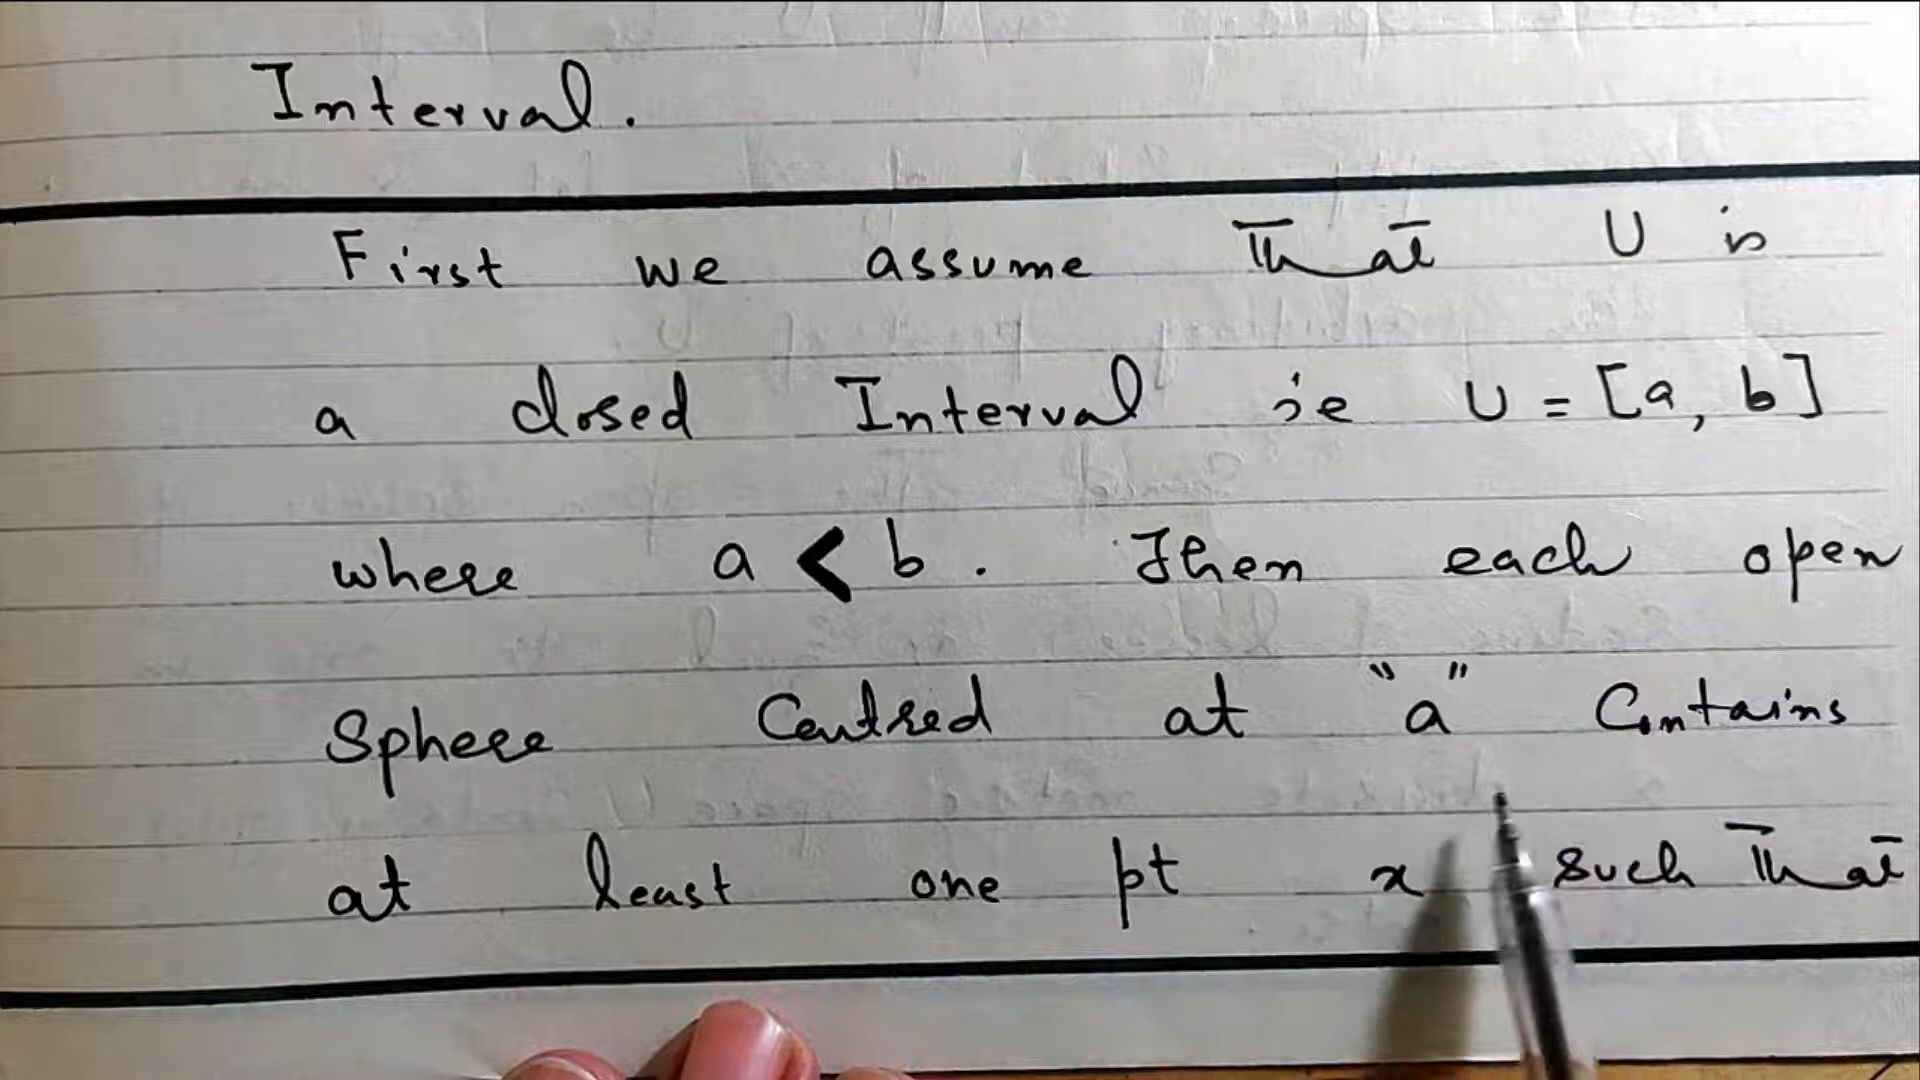 Interval.
First we assume That U is
a closed Interval ie U = [a, b]
where a < b. Then each open
Sphere Centred at "a" Contains
at least one pt x such That